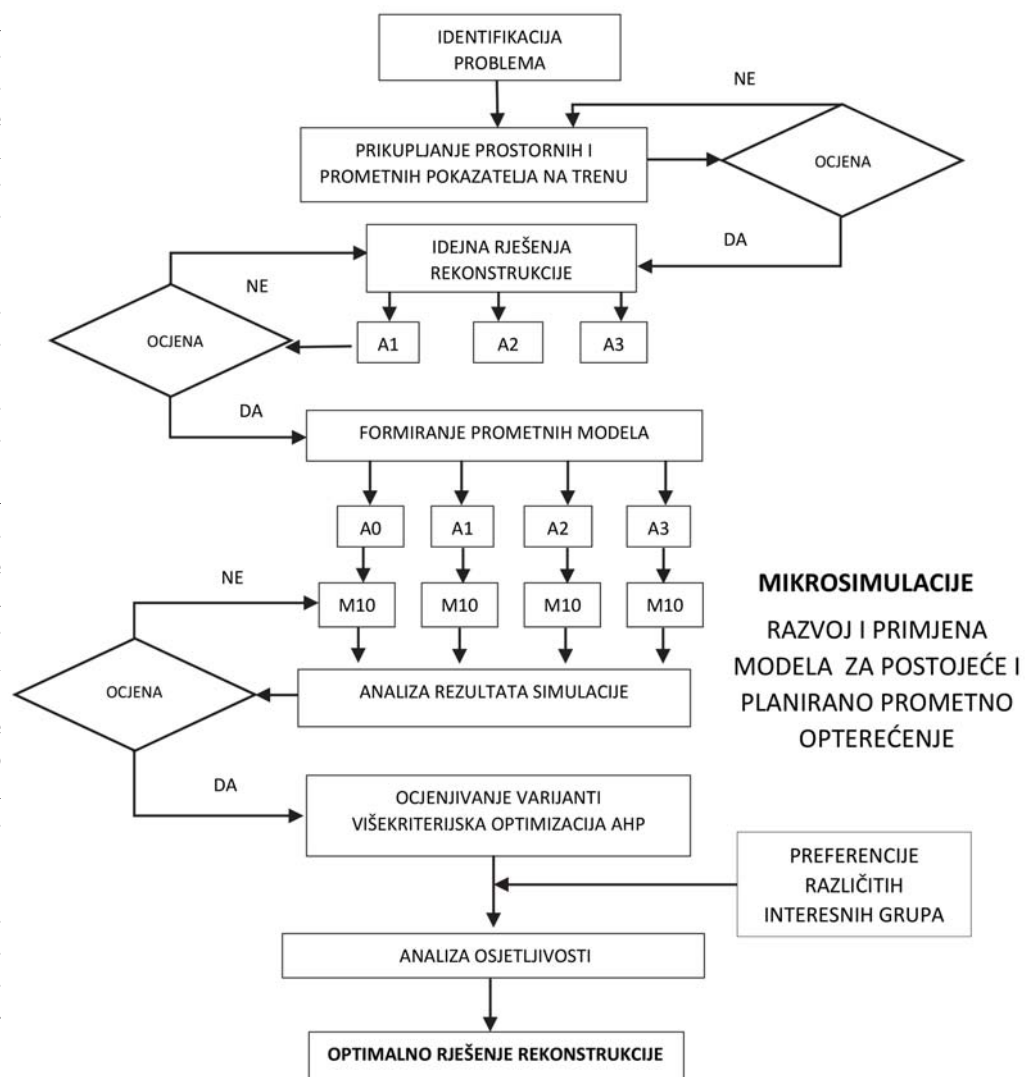 IDENTIFIKACIJA
PROBLEMA
NE
PRIKUPLJANJE PROSTORNIH I
PROMETNIH POKAZATELJA NA TRENU
OCJENA
DA
IDEJNA RJEŠENJA
REKONSTRUKCIJE
NE
OCJENA
A1
A2
A3
DA
FORMIRANJE PROMETNIH MODELA
A0
A1
A2
A3
NE
M10
M10
M10
M10
MIKROSIMULACIJE
RAZVOJ I PRIMJENA
MODELA ZA POSTOJEĆE I
PLANIRANO PROMETNO
OPTEREĆENJE
OCJENA
ANALIZA REZULTATA SIMULACIJE
DA
OCJENJIVANJE VARIJANTI
VIŠEKRITERIJSKA OPTIMIZACIJA AHP
PREFERENCIJE
RAZLIČITIH
INTERESNIH GRUPA
ANALIZA OSJETLJIVOSTI
OPTIMALNO RJEŠENJE REKONSTRUKCIJE